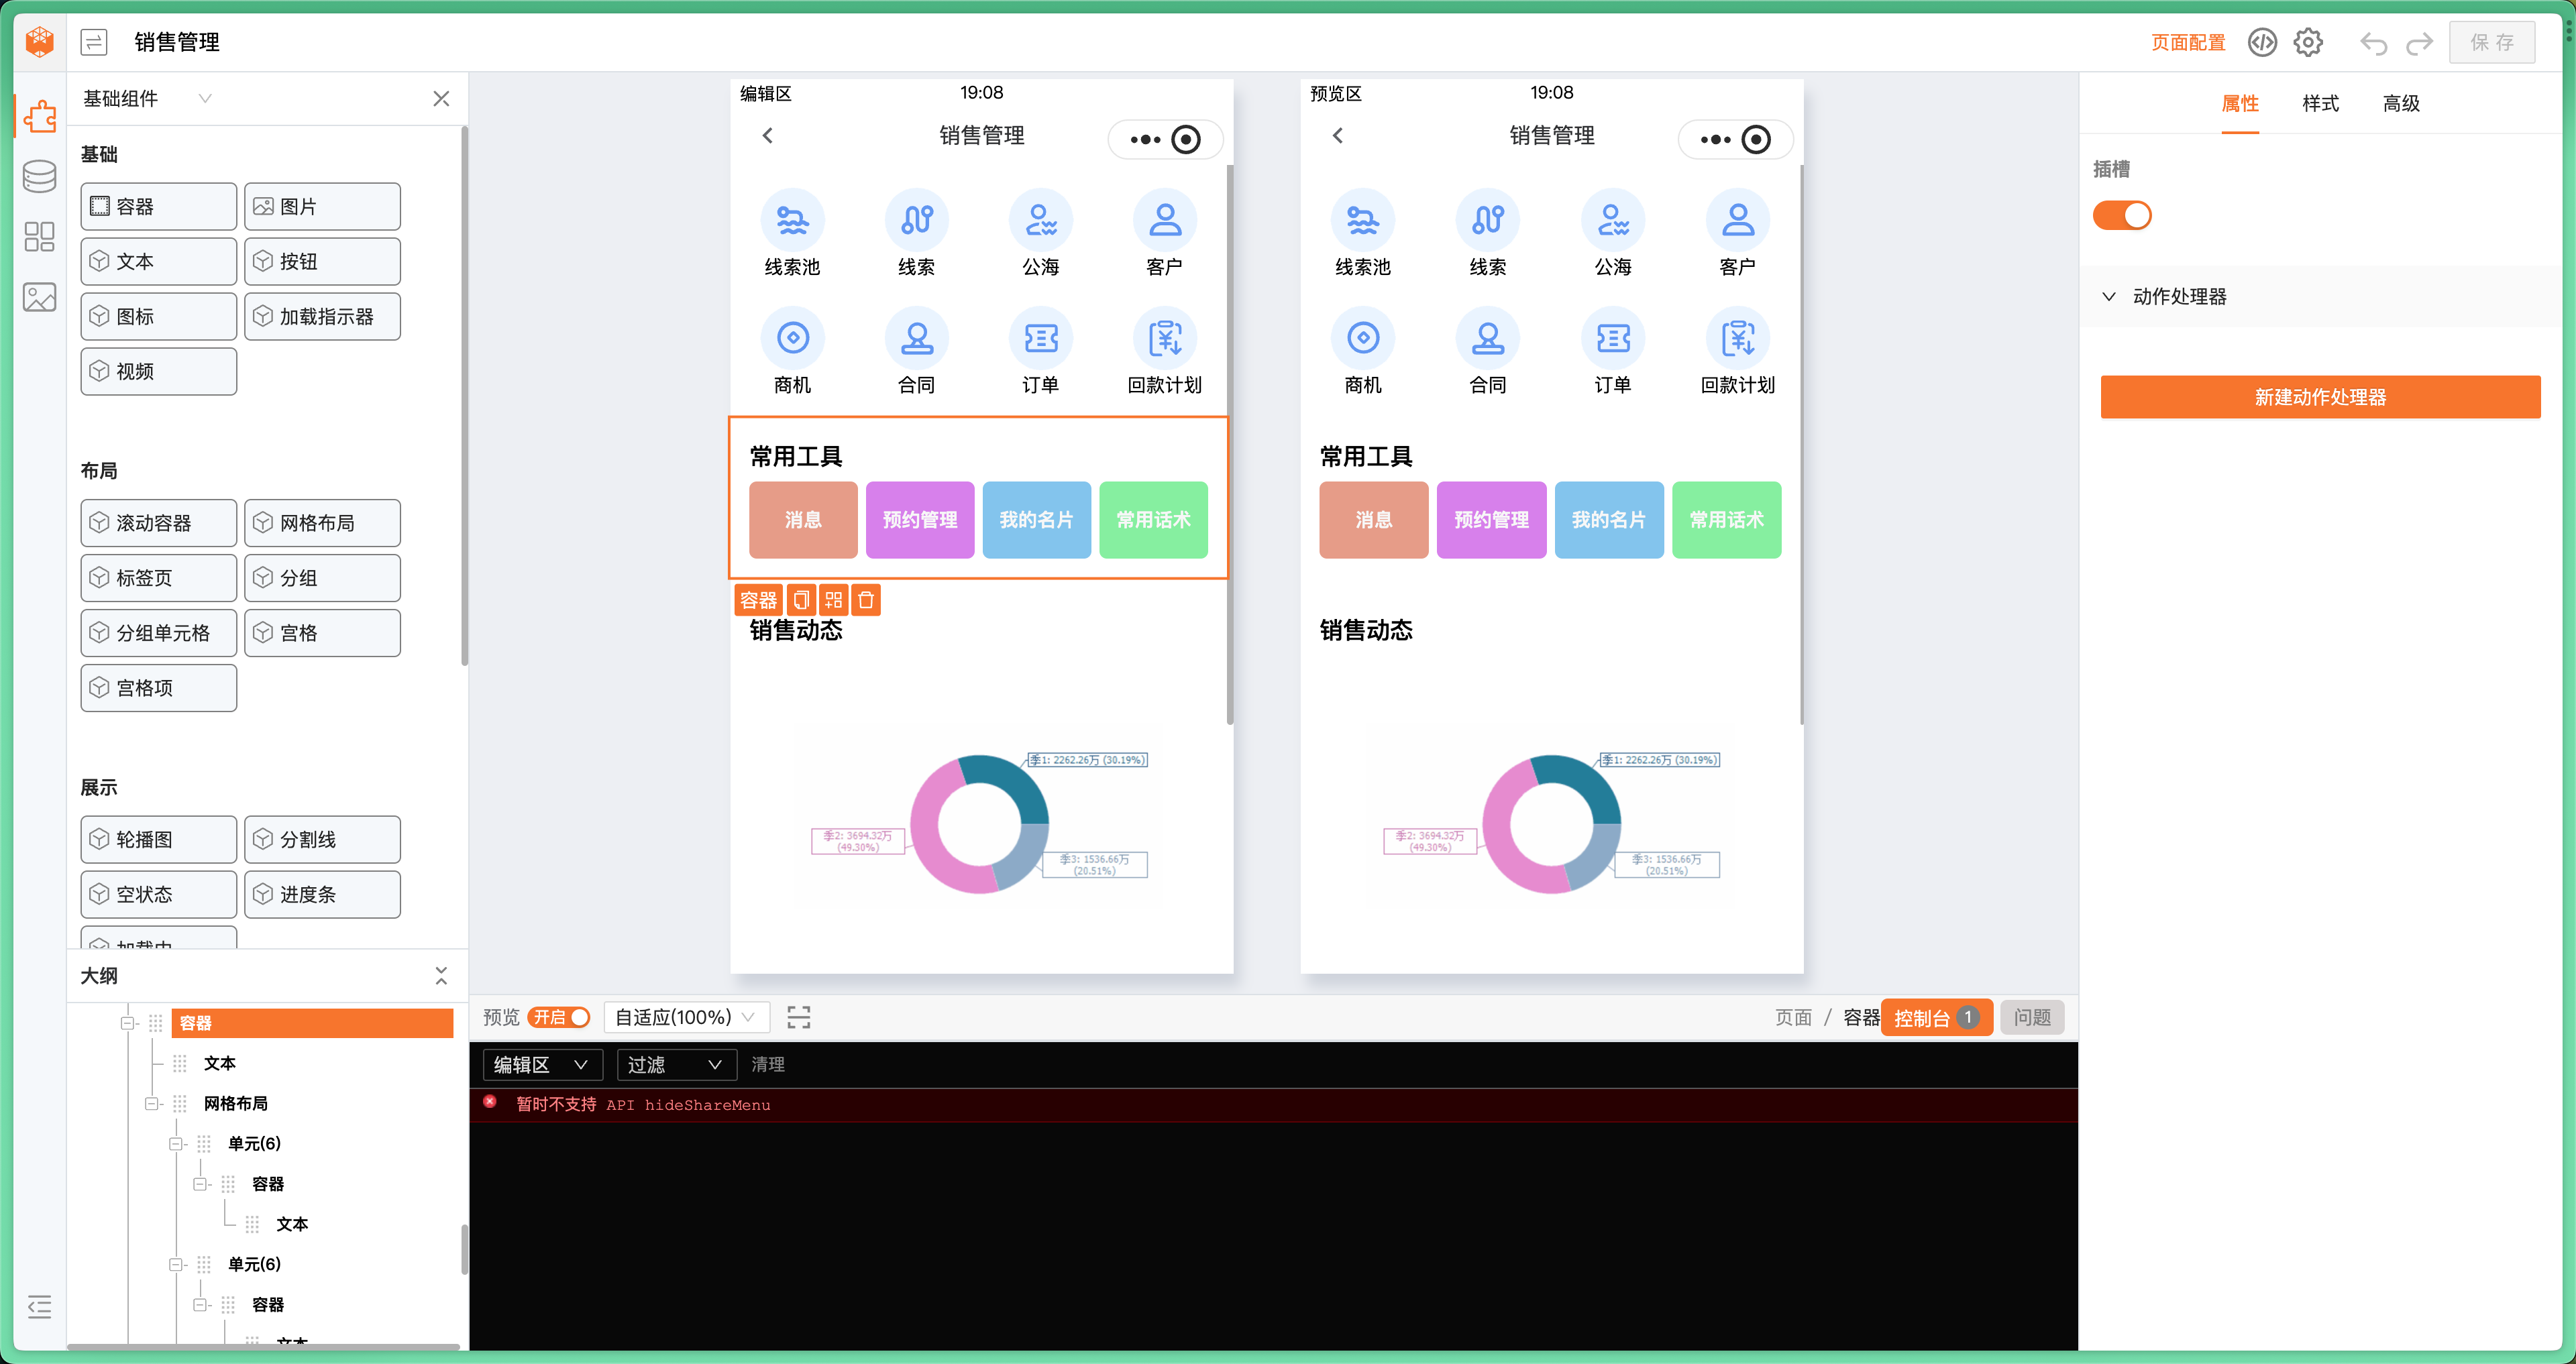 销售管理
页面配置
保 存
基础组件
基础
容器
图片
文本
按钮
图标
加载指示器
视频
布局
滚动容器
网格布局
标签页
分组
分组单元格
宫格
宫格项
展示
轮播图
分割线
空状态
进度条
加载中
大纲
容器
文本
网格布局
单元(6)
容器
文本
单元(6)
容器
文本
编辑区
19:08
销售管理
线索池
线索
公海
客户
商机
合同
订单
回款计划
常用工具
消息
预约管理
我的名片
常用话术
容器
销售动态
季1: 2262.26万 (30.19%)
季2: 3694.32万
(49.30%)
季3: 1536.66万
(20.51%)
预览区
19:08
销售管理
线索池
线索
公海
客户
商机
合同
订单
回款计划
常用工具
消息
预约管理
我的名片
常用话术
销售动态
季1: 2262.26万 (30.19%)
季2: 3694.32万
(49.30%)
季3: 1536.66万
(20.51%)
预览
开启
自适应(100%)
页面 / 容器
控制台 1
问题
编辑区
过滤
清理
暂时不支持 API hideShareMenu
属性
样式
高级
插槽
动作处理器
新建动作处理器